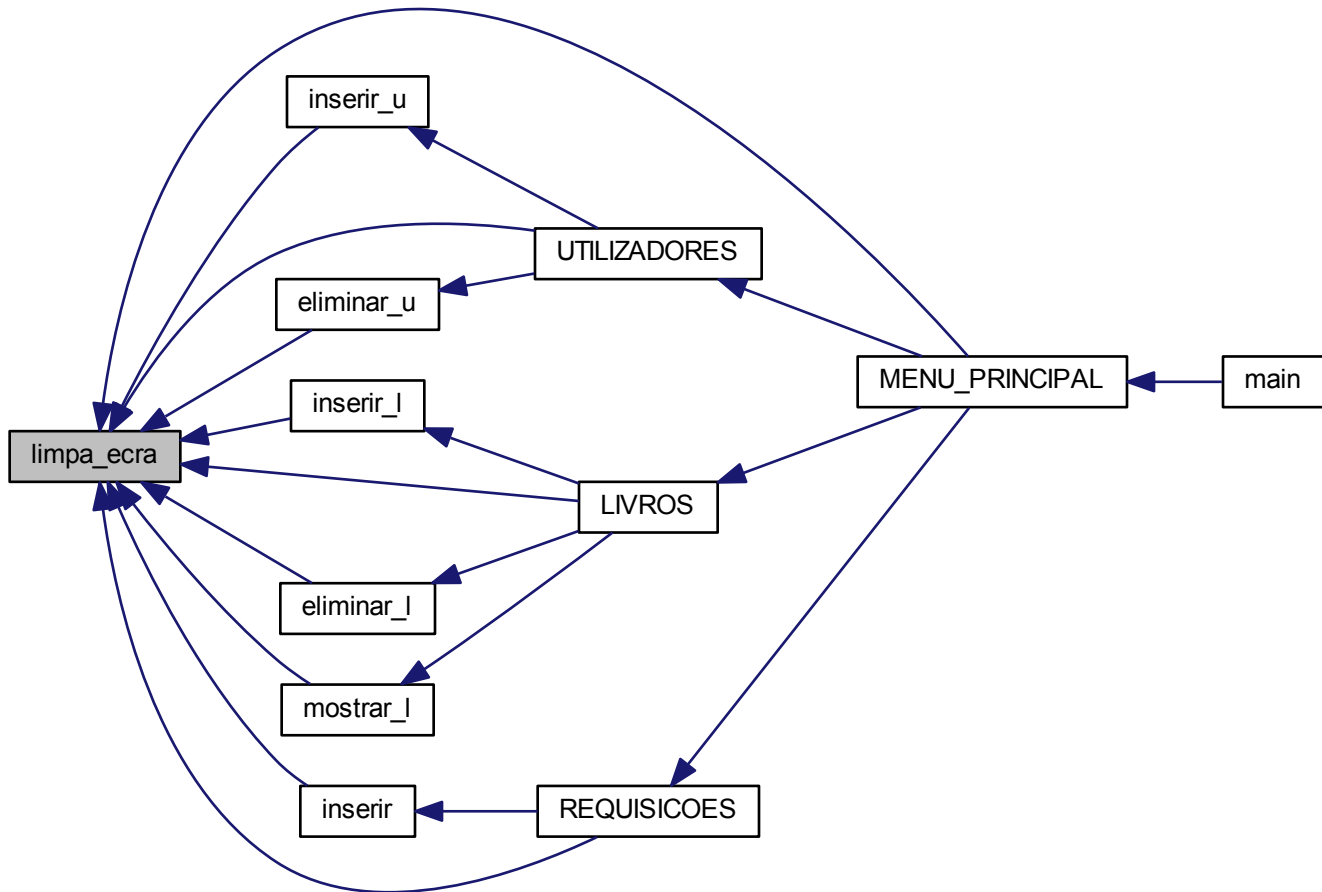 inserir_u
UTILIZADORES
eliminar_u
MENU_PRINCIPAL
main
inserir_l
limpa_ecra
LIVROS
eliminar_l
mostrar_l
inserir
REQUISICOES